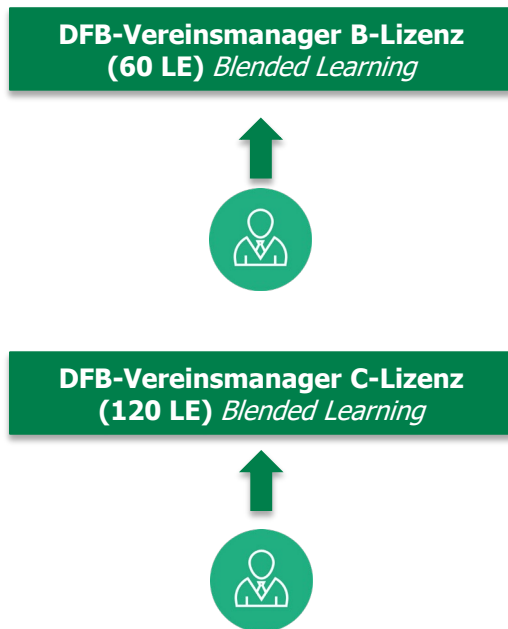 DFB-Vereinsmanager B-Lizenz
(60 LE) Blended Learning
DFB-Vereinsmanager C-Lizenz
(120 LE) Blended Learning